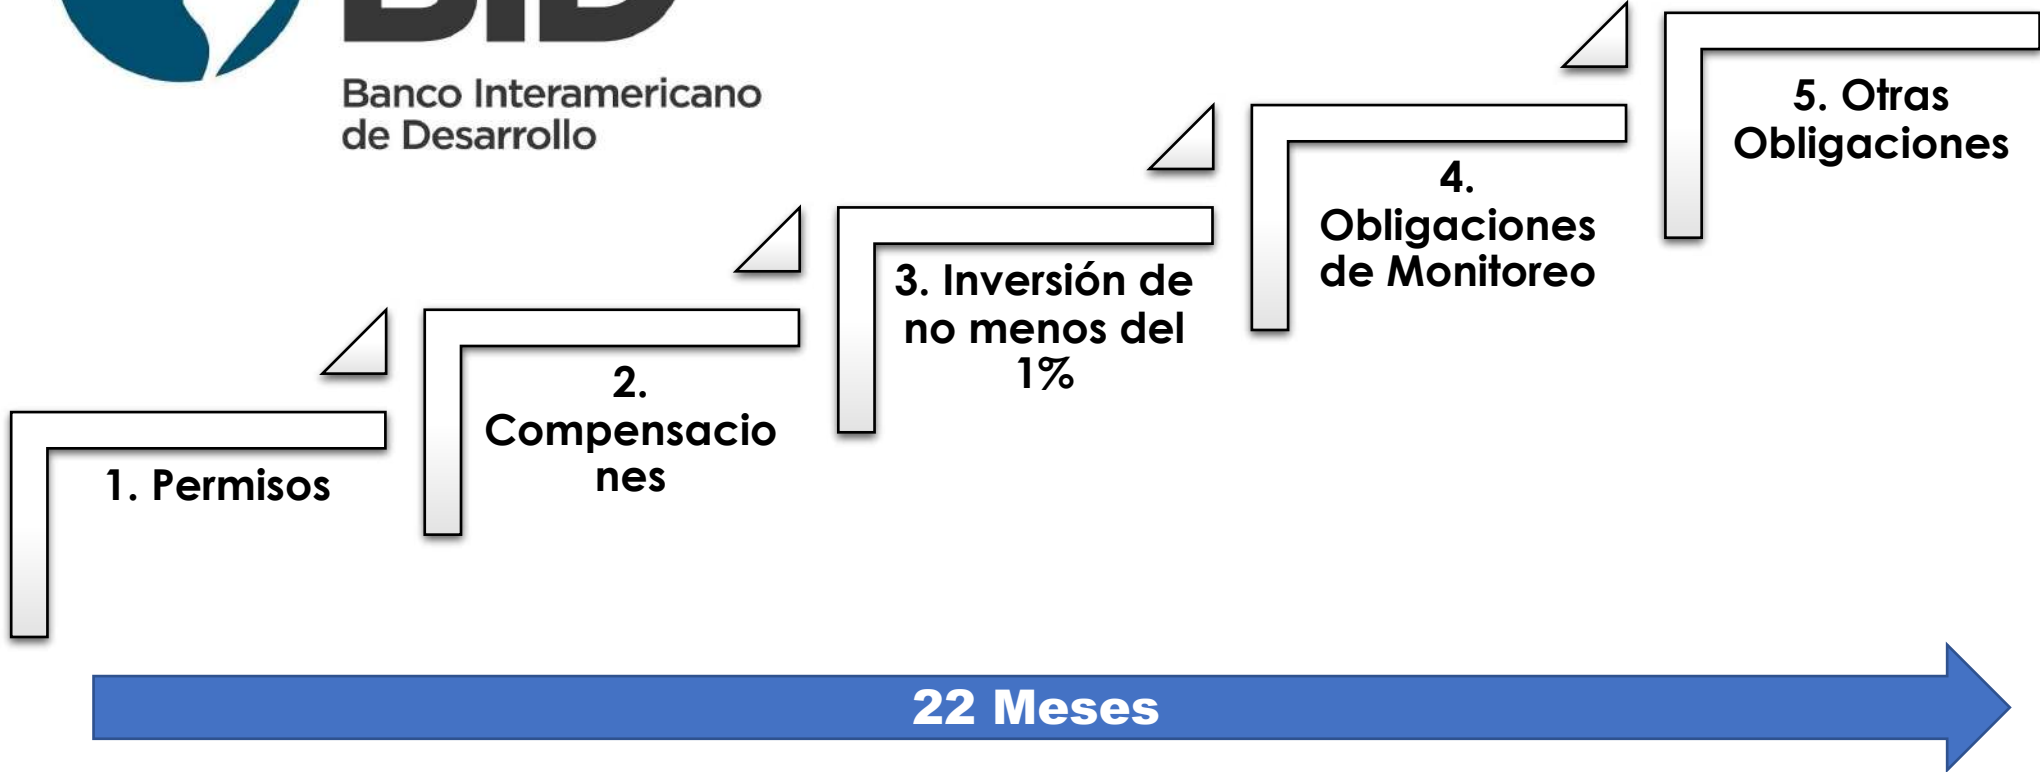 BID
Banco Interamericano
de Desarrollo
1. Permisos
2.
Compensacio
nes
3. Inversión de
no menos del
1%
4.
Obligaciones
de Monitoreo
5. Otras
Obligaciones
22 Meses